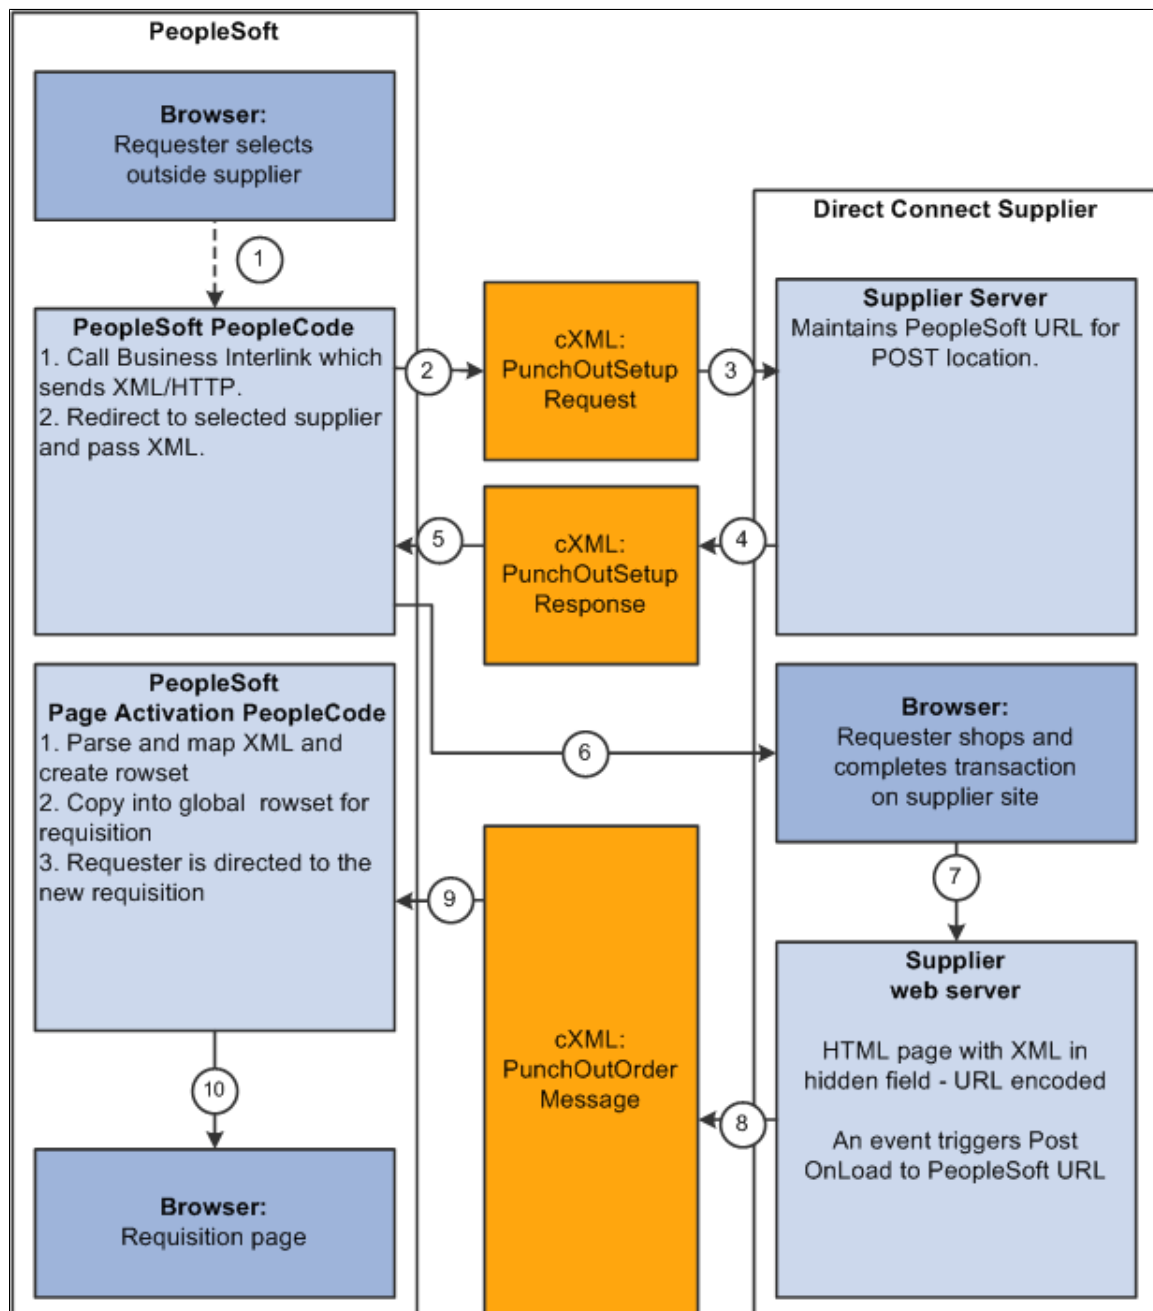 PeopleSoft
Browser:
Requester selects
outside supplier
1
PeopleSoft PeopleCode
1. Call Business Interlink which
sends XML/HTTP.
2. Redirect to selected supplier
and pass XML.
2
cXML:
PunchOutSetup
Request
3
Direct Connect Supplier
Supplier Server
Maintains PeopleSoft URL for
POST location.
4
cXML:
PunchOutSetup
Response
5
6
Browser:
Requester shops and
completes transaction
on supplier site
7
Supplier
web server
HTML page with XML in
hidden field - URL encoded
An event triggers Post
OnLoad to PeopleSoft URL
8
cXML:
PunchOutOrder
Message
9
PeopleSoft
Page Activation PeopleCode
1. Parse and map XML and
create rowset
2. Copy into global rowset for
requisition
3. Requester is directed to the
new requisition
10
Browser:
Requisition page